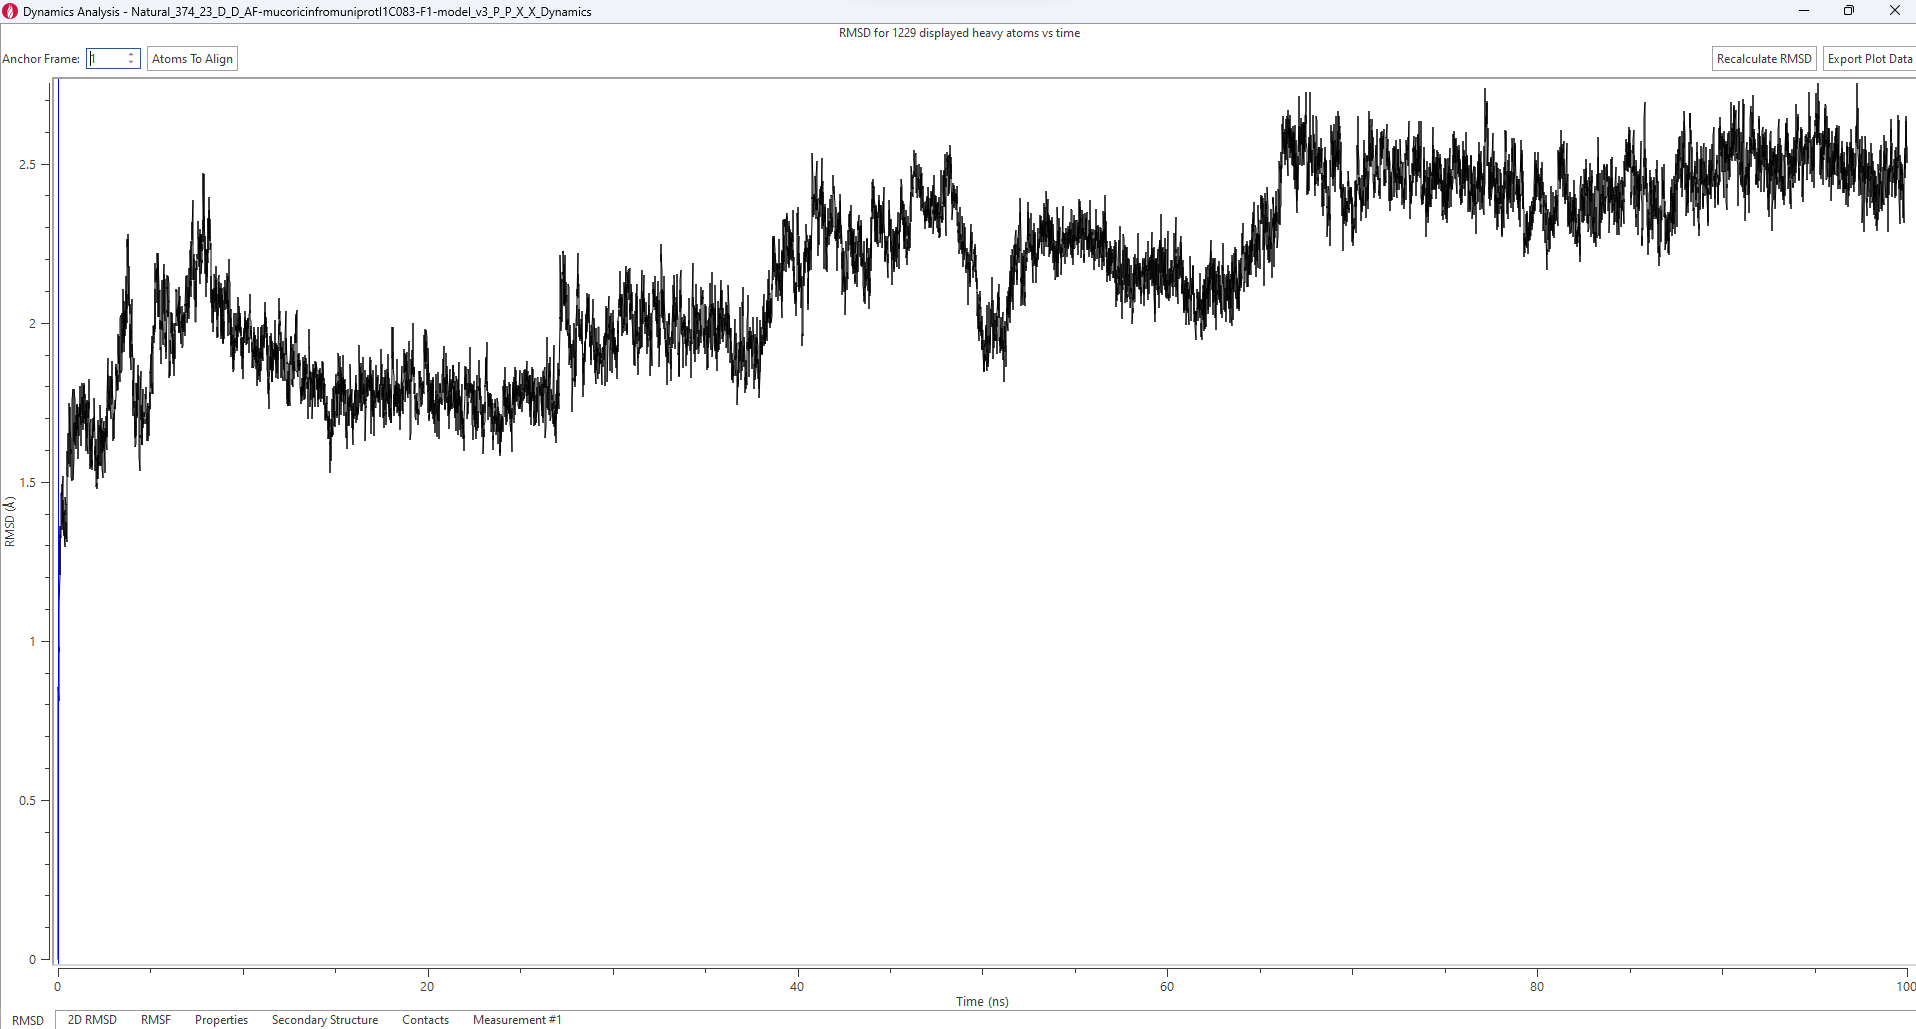 Dynamics Analysis - Natural_374_23_D_D_AF-mucoricinfromuniprotI1C083-F1-model_v3_P_P_X_X_Dynamics
RMSD for 1229 displayed heavy atoms vs time
Anchor Frame: 1 Atoms To Align Recalculate RMSD Export Plot Data
2.5
2
1.5
RMSD (Å)
1
0.5
0
0 20 40 60 80 100
Time (ns)
RMSD 2D RMSD RMSF Properties Secondary Structure Contacts Measurement #1